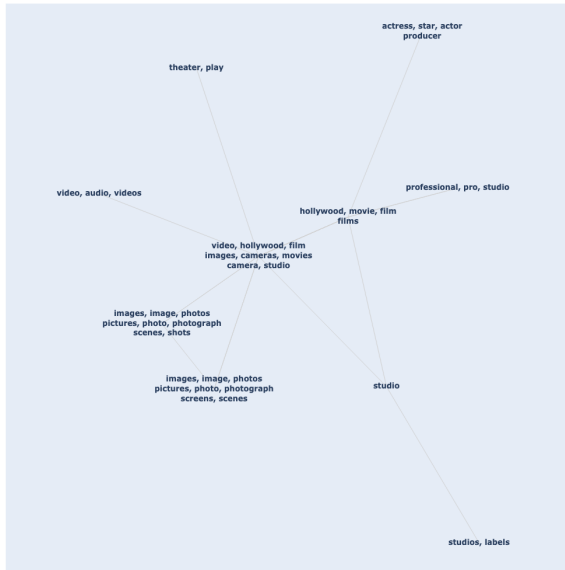 actress, star, actor
producer
theater, play
video, audio, videos
professional, pro, studio
hollywood, movie, film
films
video, hollywood, film
images, cameras, movies
camera, studio
images, image, photos
pictures, photo, photograph
scenes, shots
images, image, photos
pictures, photo, photograph
screens, scenes
studio
studios, labels